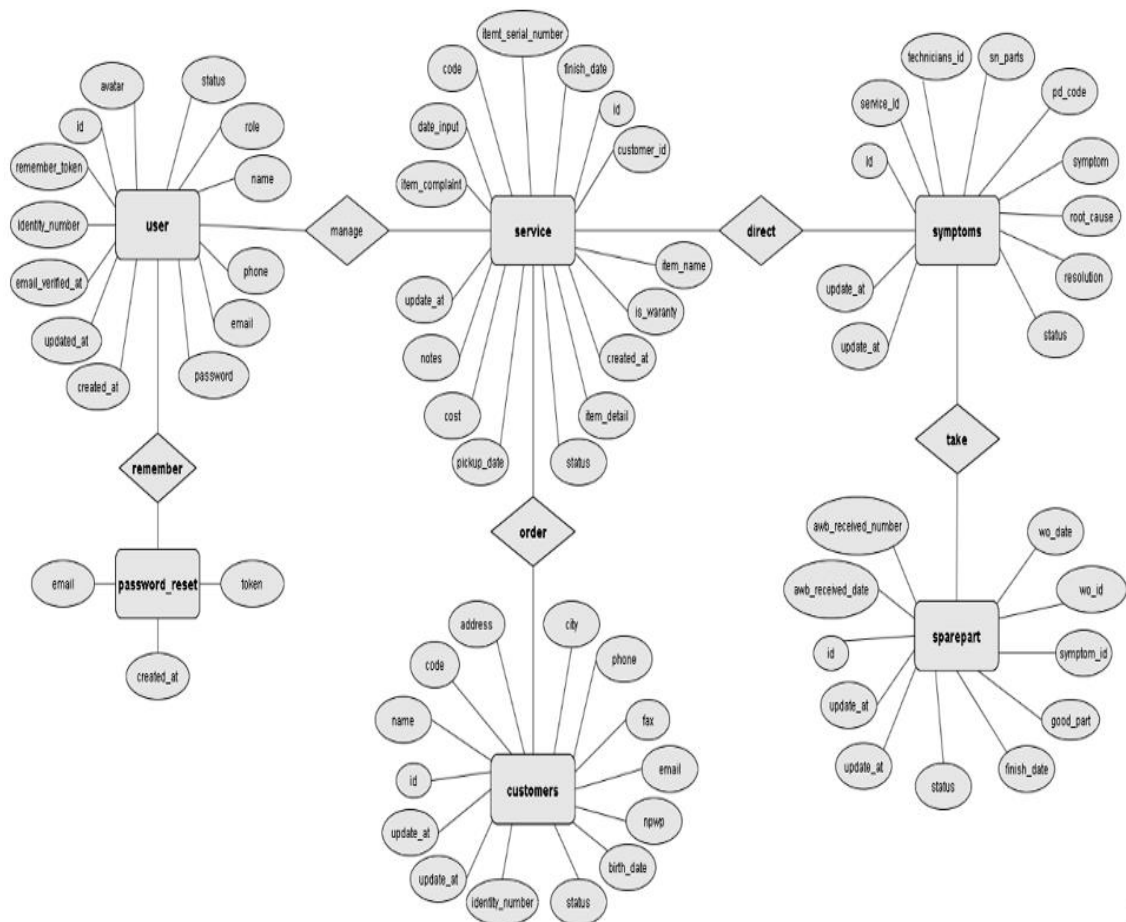 itemt_serial_number
technicians_id
sn_parts
status
code
finish_date
avatar
pd_code
service_id
id
id
role
date_input
customer_id
id
symptom
remember_token
name
item_complaint
identity_number
user
manage
service
direct
symptoms
root_cause
item_name
email_verified_at
phone
resolution
update_at
is_waranty
update_at
updated_at
email
notes
created_at
status
update_at
created_at
password
cost
item_detail
take
pickup_date
status
remember
awb_received_number
wo_date
order
email
password_reset
token
awb_received_date
wo_id
address
city
sparepart
id
symptom_id
code
phone
created_at
update_at
good_part
name
fax
update_at
status
finish_date
id
customers
email
update_at
npwp
birth_date
update_at
identity_number
status